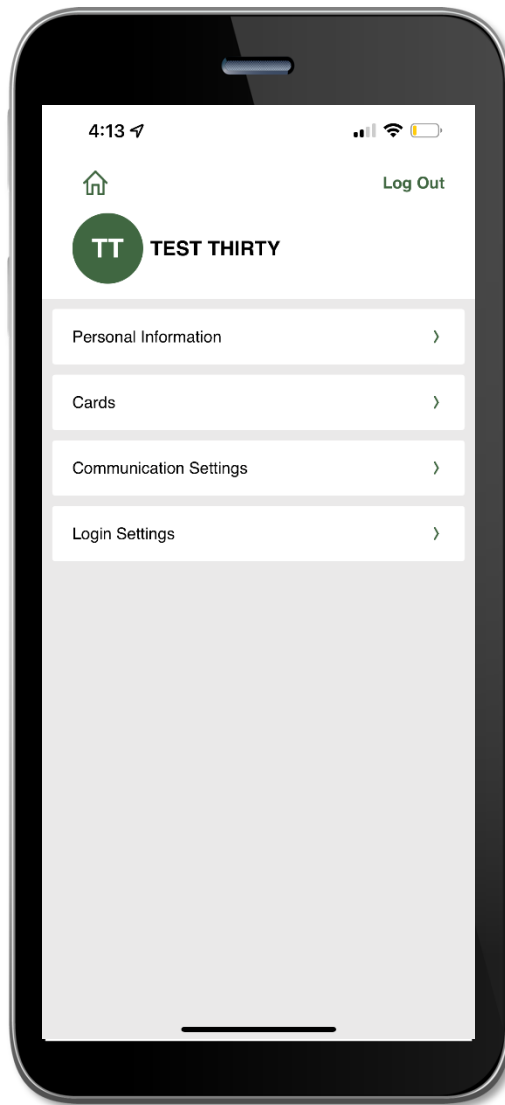 4:13
Log Out
TT TEST THIRTY
Personal Information
Cards
Communication Settings
Login Settings